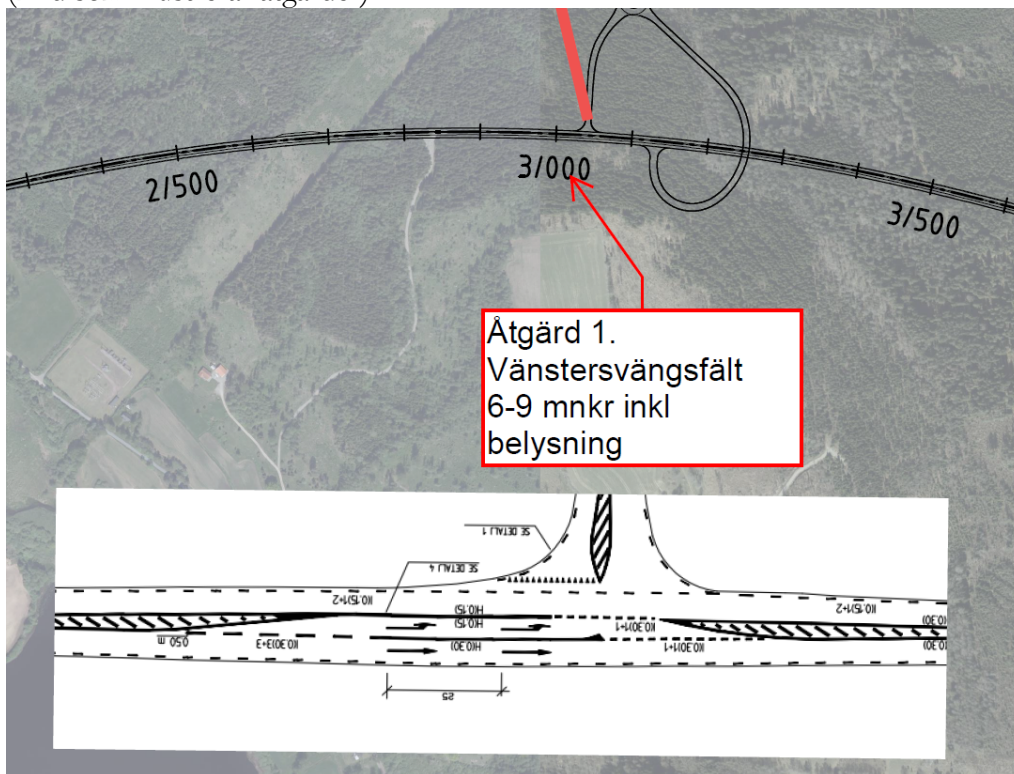 2/500
3/000
3/500
Åtgärd 1.
Vänstersvängsfält
6-9 mnkr inkl
belysning
SE DETALJ 1
SE DETALJ 4
K(0.15)1+2
K(0.15)1+2
H(0.15)
H(0.15)
K(0.30)1+1
(0.30)
0.50 m
K(0.30)3+3
H(0.30)
K(0.30)1+1
(0.30)
25